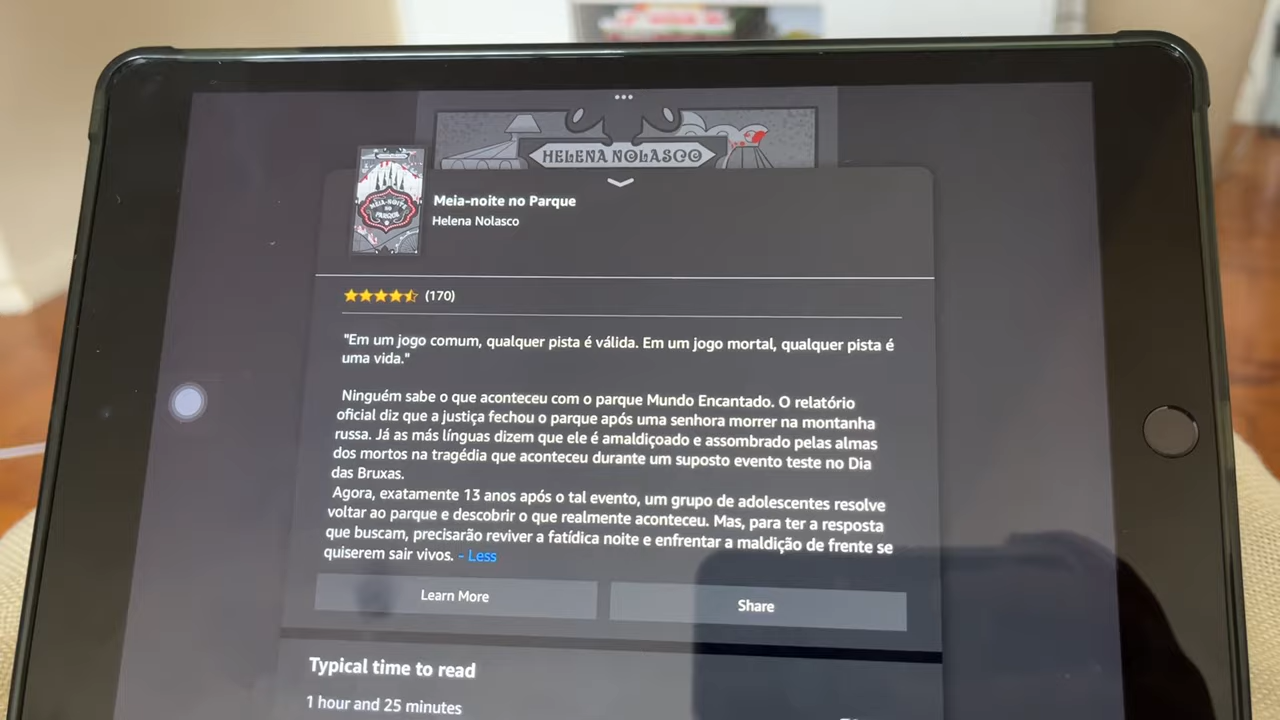 HELENA NOLASCO
MEIA-NOITE
NO
PARQUE
Meia-noite no Parque
Helena Nolasco
(170)
"Em um jogo comum, qualquer pista é válida. Em um jogo mortal, qualquer pista é
uma vida."
Ninguém sabe o que aconteceu com o parque Mundo Encantado. O relatório
oficial diz que a justiça fechou o parque após uma senhora morrer na montanha
russa. Já as más línguas dizem que ele é amaldiçoado e assombrado pelas almas
dos mortos na tragédia que aconteceu durante um suposto evento teste no Dia
das Bruxas.
Agora, exatamente 13 anos após o tal evento, um grupo de adolescentes resolve
voltar ao parque e descobrir o que realmente aconteceu. Mas, para ter a resposta
que buscam, precisarão reviver a fatídica noite e enfrentar a maldição de frente se
quiserem sair vivos. - Less
Learn More
Share
Typical time to read
1 hour and 25 minutes